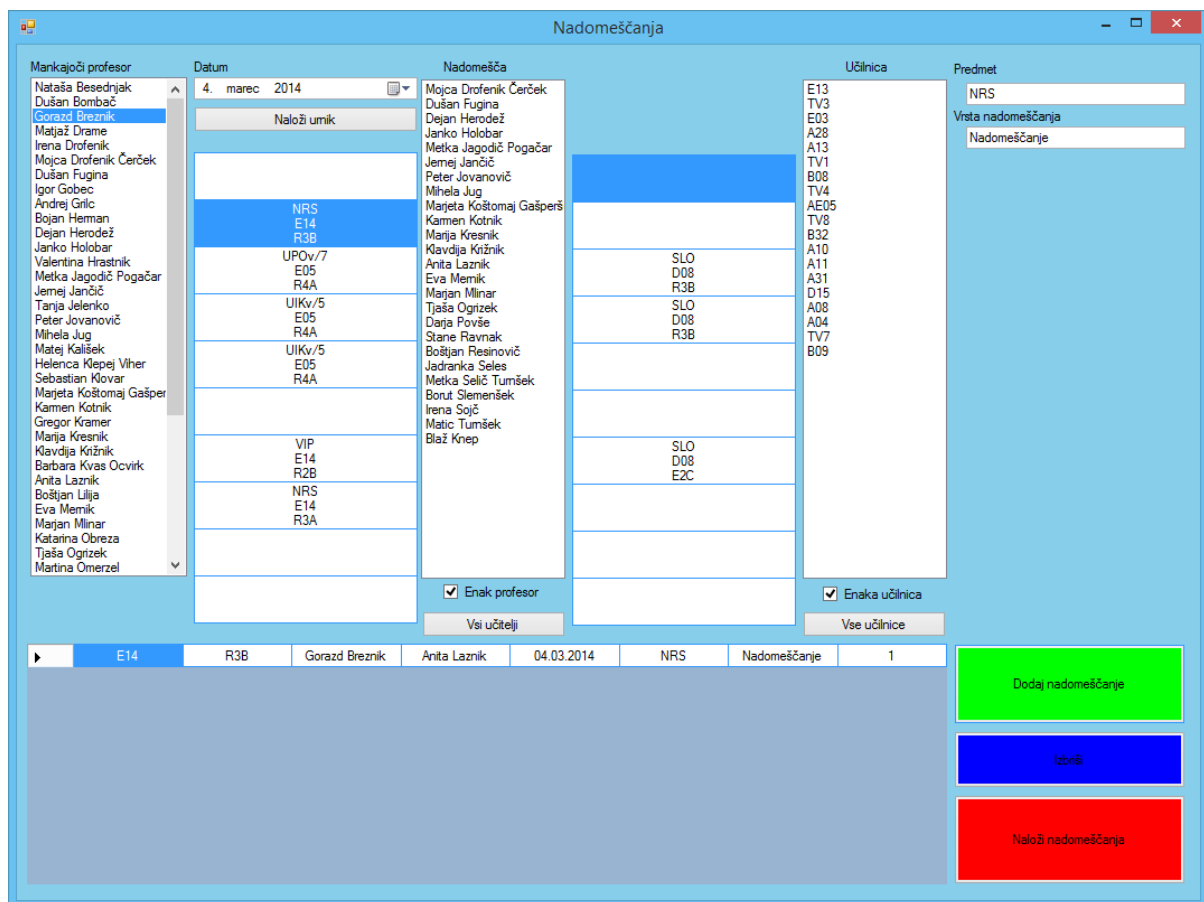 Nadomeščanja
Mankajoči profesor
Nataša Besednjak
Dušan Bombač
Gorazd Breznik
Matjaž Drame
Irena Drofenik
Mojca Drofenik Čerček
Dušan Fugina
Igor Gobec
Andrej Grilc
Bojan Herman
Dejan Herodež
Janko Holobar
Valentina Hrastnik
Metka Jagodič Pogačar
Jernej Jančič
Tanja Jelenko
Peter Jovanovič
Mihela Jug
Matej Kališek
Helenca Klepej Viher
Sebastian Klovar
Marjeta Koštomaj Gašper
Karmen Kotnik
Gregor Kramer
Marija Kresnik
Klavdija Križnik
Barbara Kvas Ocvirk
Anita Laznik
Boštjan Lilija
Eva Mernik
Marjan Mlinar
Katarina Obreza
Tjaša Ogrizek
Martina Omerzel
Datum
4. marec 2014
Naloži urnik
NRS
E14
R3B
UPOv/7
E05
R4A
UIKv/5
E05
R4A
UIKv/5
E05
R4A
VIP
E14
R2B
NRS
E14
R3A
Nadomešča
Mojca Drofenik Čerček
Dušan Fugina
Dejan Herodež
Janko Holobar
Metka Jagodič Pogačar
Jernej Jančič
Peter Jovanovič
Mihela Jug
Marjeta Koštomaj Gašperš
Karmen Kotnik
Marija Kresnik
Klavdija Križnik
Anita Laznik
Eva Mernik
Marjan Mlinar
Tjaša Ogrizek
Darja Povše
Stane Ravnak
Boštjan Resinovič
Jadranka Seles
Metka Selič Turnšek
Borut Slemenšek
Irena Sojč
Matic Turnšek
Blaž Knep
Enak profesor
Vsi učitelji
SLO
D08
R3B
SLO
D08
R3B
SLO
D08
E2C
Učilnica
E13
TV3
E03
A28
A13
TV1
B08
TV4
AE05
TV8
B32
A10
A11
A31
D15
A08
A04
TV7
B09
Enaka učilnica
Vse učilnice
Predmet
NRS
Vrsta nadomeščanja
Nadomeščanje
E14 R3B Gorazd Breznik Anita Laznik 04.03.2014 NRS Nadomeščanje 1
Dodaj nadomeščanje
Izbriši
Naloži nadomeščanja